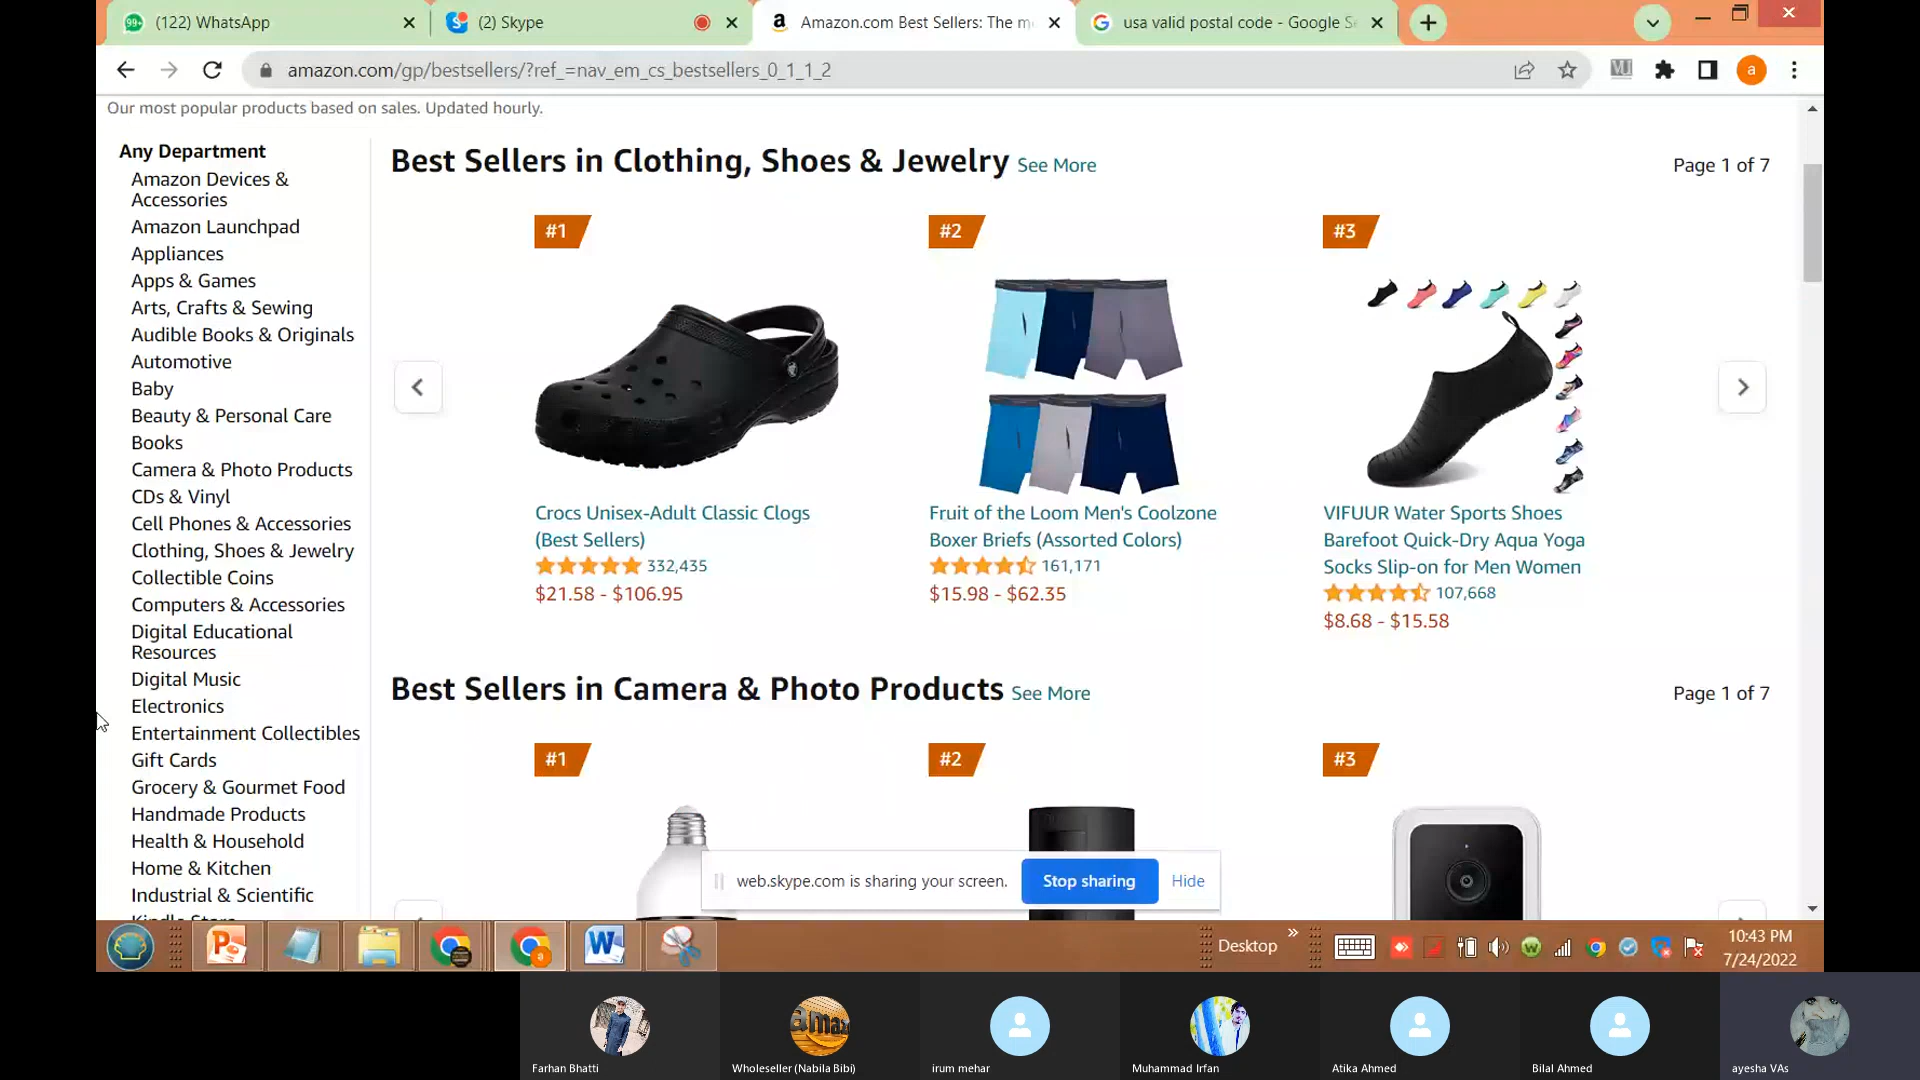 99+
(122) WhatsApp
(2) Skype
Amazon.com Best Sellers: The m
usa valid postal code - Google Se
amazon.com/gp/bestsellers/?ref_=nav_em_cs_bestsellers_0_1_1_2
a
Our most popular products based on sales. Updated hourly.
Any Department
Amazon Devices &
Accessories
Amazon Launchpad
Appliances
Apps & Games
Arts, Crafts & Sewing
Audible Books & Originals
Automotive
Baby
Beauty & Personal Care
Books
Camera & Photo Products
CDs & Vinyl
Cell Phones & Accessories
Clothing, Shoes & Jewelry
Collectible Coins
Computers & Accessories
Digital Educational
Resources
Digital Music
Electronics
Entertainment Collectibles
Gift Cards
Grocery & Gourmet Food
Handmade Products
Health & Household
Home & Kitchen
Industrial & Scientific
Kindle Store
Best Sellers in Clothing, Shoes & Jewelry See More
Page 1 of 7
#1
#2
#3
Crocs Unisex-Adult Classic Clogs
(Best Sellers)
332,435
$21.58 - $106.95
Fruit of the Loom Men's Coolzone
Boxer Briefs (Assorted Colors)
161,171
$15.98 - $62.35
VIFUUR Water Sports Shoes
Barefoot Quick-Dry Aqua Yoga
Socks Slip-on for Men Women
107,668
$8.68 - $15.58
Best Sellers in Camera & Photo Products See More
Page 1 of 7
#1
#2
#3
web.skype.com is sharing your screen.
Stop sharing
Hide
Desktop
10:43 PM
7/24/2022
Farhan Bhatti
Wholeseller (Nabila Bibi)
irum mehar
Muhammad Irfan
Atika Ahmed
Bilal Ahmed
ayesha VAs